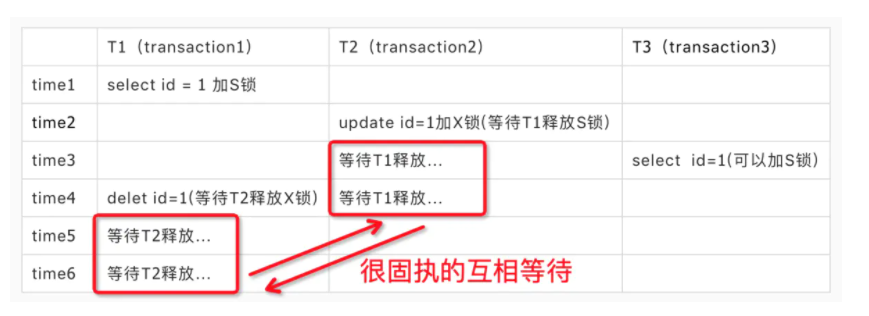 T1（transaction1） T2（transaction2） T3（transaction3）
time1 select id = 1 加S锁
time2 update id=1加X锁(等待T1释放S锁)
time3 等待T1释放... select id=1(可以加S锁)
time4 delet id=1(等待T2释放X锁) 等待T1释放...
time5 等待T2释放...
time6 等待T2释放...
很固执的互相等待